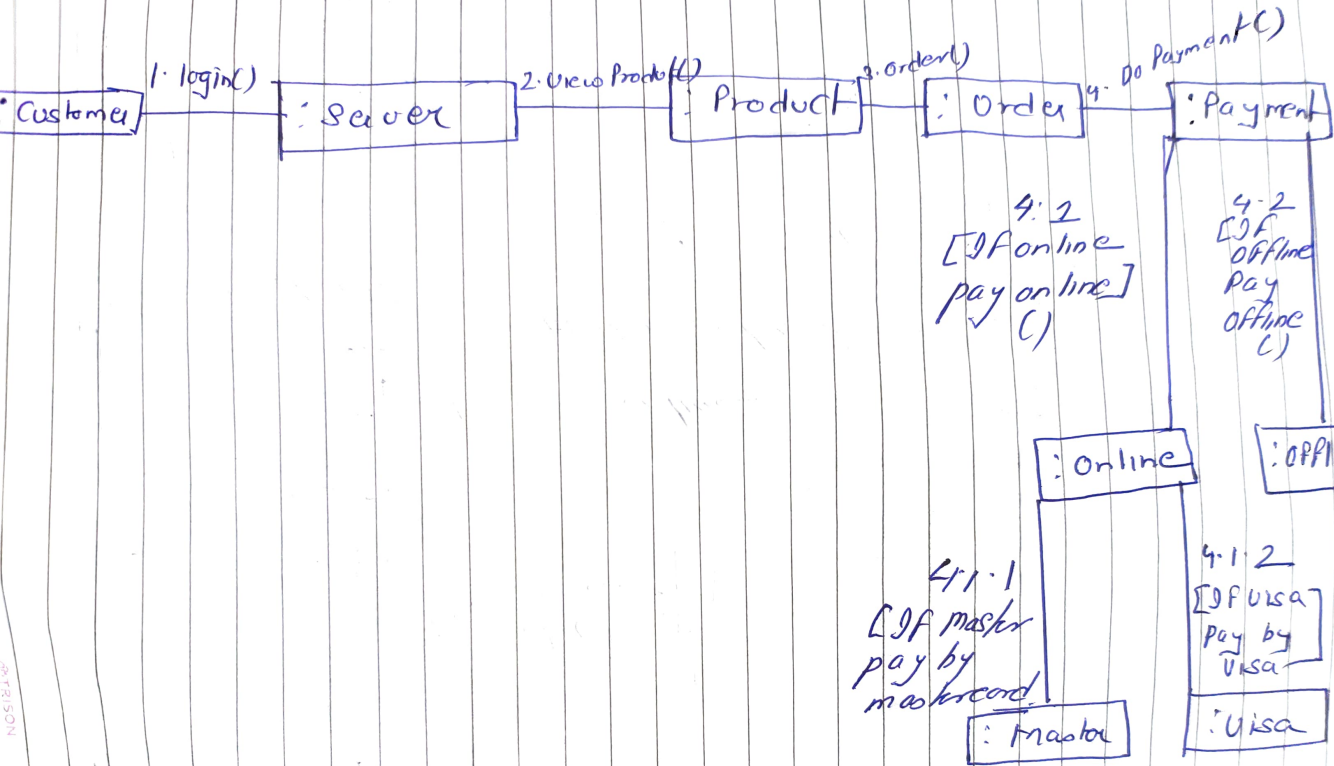 1. login()
2. View Product()
3. Order()
4. Do Payment()
: Customer
: Server
: Product
: Order
: Payment
4.2
[If online
pay online]
()
4.2
[If
offline
Pay
offline
()
: Online
: Offl
4.1.1
[If master
pay by
mastercard
4.1.2
[If visa]
Pay by
visa
: Master
: Visa